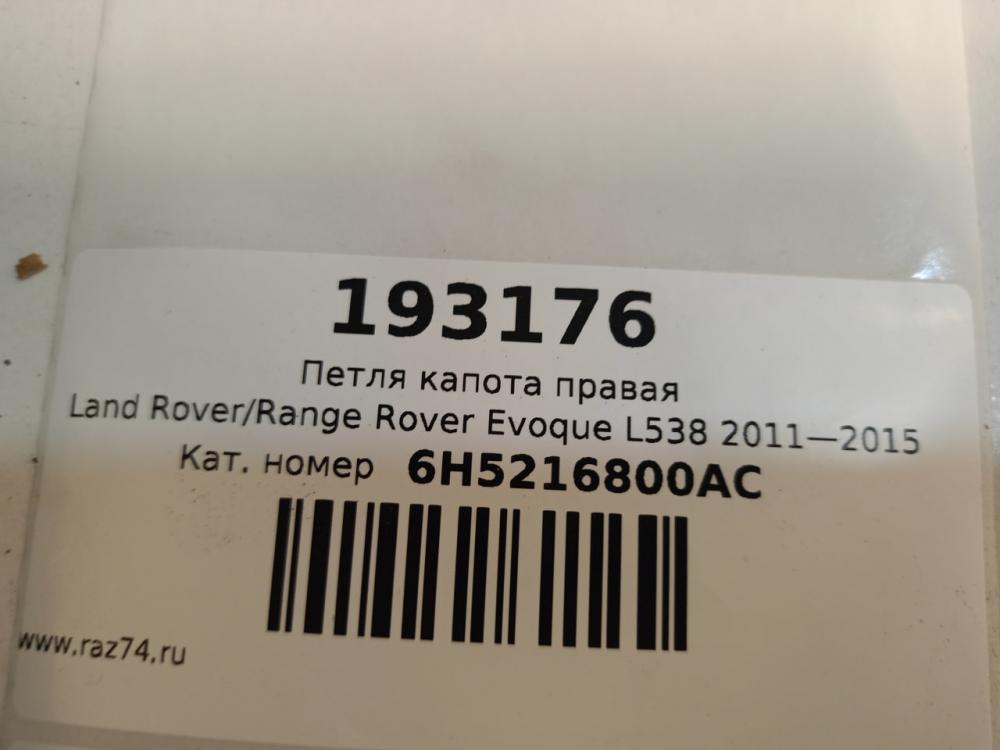 193176
Петля капота правая
Land Rover/Range Rover Evoque L538 2011—2015
Кат. номер 6H5216800AC
www.raz74.ru